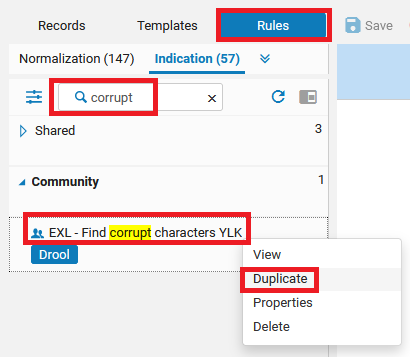 Records Templates Rules Save
Normalization (147) Indication (57)
corrupt
Shared 3
Community 1
EXL - Find corrupt characters YLK
Drool
View
Duplicate
Properties
Delete